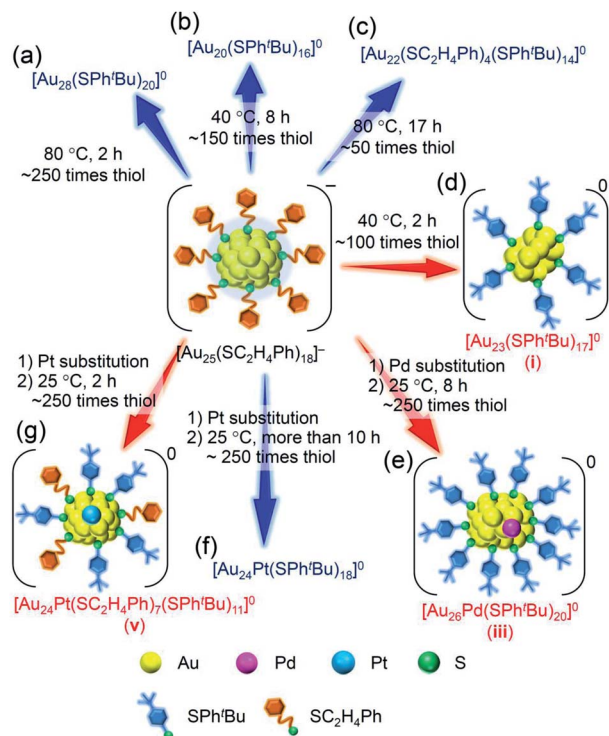 (a)
[Au₂₈(SPhᵗBu)₂₀]⁰
(b)
[Au₂₀(SPhᵗBu)₁₆]⁰
(c)
[Au₂₂(SC₂H₄Ph)₄(SPhᵗBu)₁₄]⁰
80 °C, 2 h
~250 times thiol
40 °C, 8 h
~150 times thiol
80 °C, 17 h
~50 times thiol
–
[Au₂₅(SC₂H₄Ph)₁₈]⁻
40 °C, 2 h
~100 times thiol
(d)
0
[Au₂₃(SPhᵗBu)₁₇]⁰
(i)
1) Pt substitution
2) 25 °C, 2 h
~250 times thiol
1) Pt substitution
2) 25 °C, more than 10 h
~ 250 times thiol
1) Pd substitution
2) 25 °C, 8 h
~250 times thiol
(g)
0
[Au₂₄Pt(SC₂H₄Ph)₇(SPhᵗBu)₁₁]⁰
(v)
(f)
[Au₂₄Pt(SPhᵗBu)₁₈]⁰
(e)
0
[Au₂₆Pd(SPhᵗBu)₂₀]⁰
(iii)
Au Pd Pt S
SPhᵗBu SC₂H₄Ph